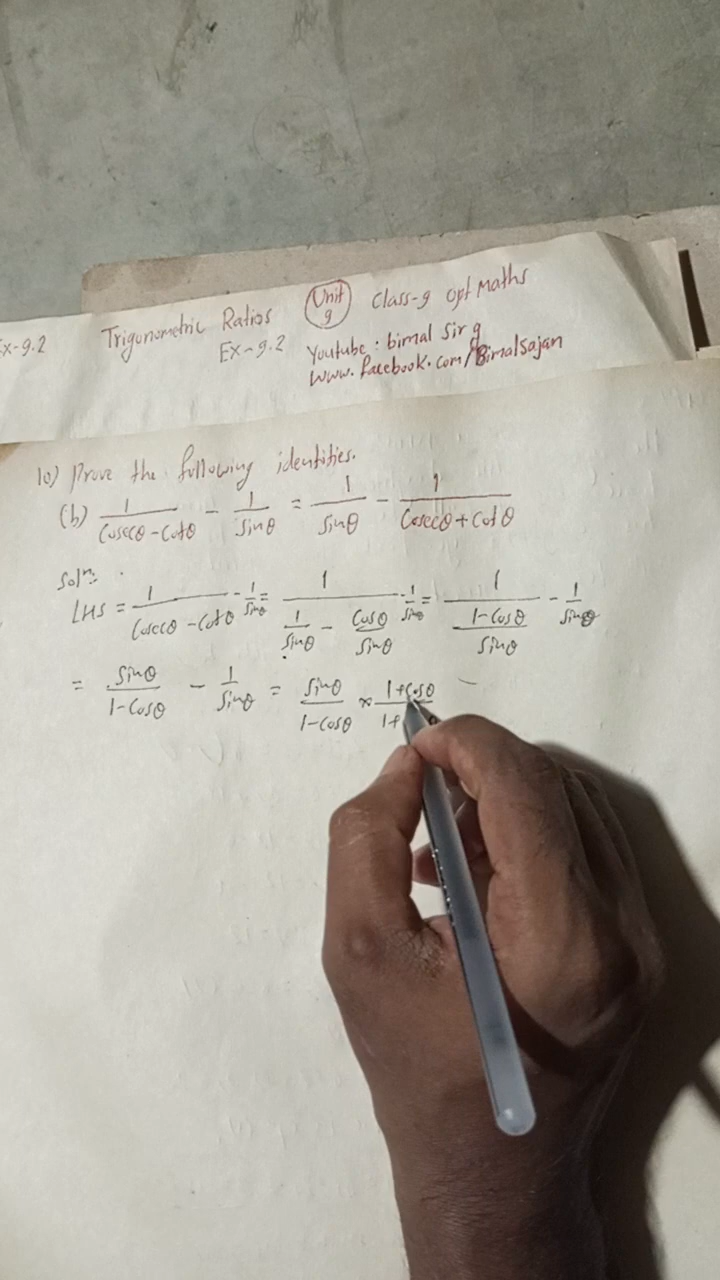 Ex-9.2 Trigonometric Ratios Unit 9 Class-9 opt Maths
Ex-9.2 Youtube : birnal Sir g
www.facebook.com/Birnalsajan
10) Prove the following identities.
(b) 1/(Cosecθ - Cotθ) - 1/Sinθ = 1/Sinθ - 1/(Cosecθ + Cotθ)
Solⁿ:
LHS = 1/(Cosecθ - Cotθ) - 1/Sinθ = 1/(1/Sinθ - Cosθ/Sinθ) - 1/Sinθ = 1/((1-Cosθ)/Sinθ) - 1/Sinθ
= Sinθ/(1-Cosθ) - 1/Sinθ = Sinθ/(1-Cosθ) × (1+Cosθ)/(1+ θ) -